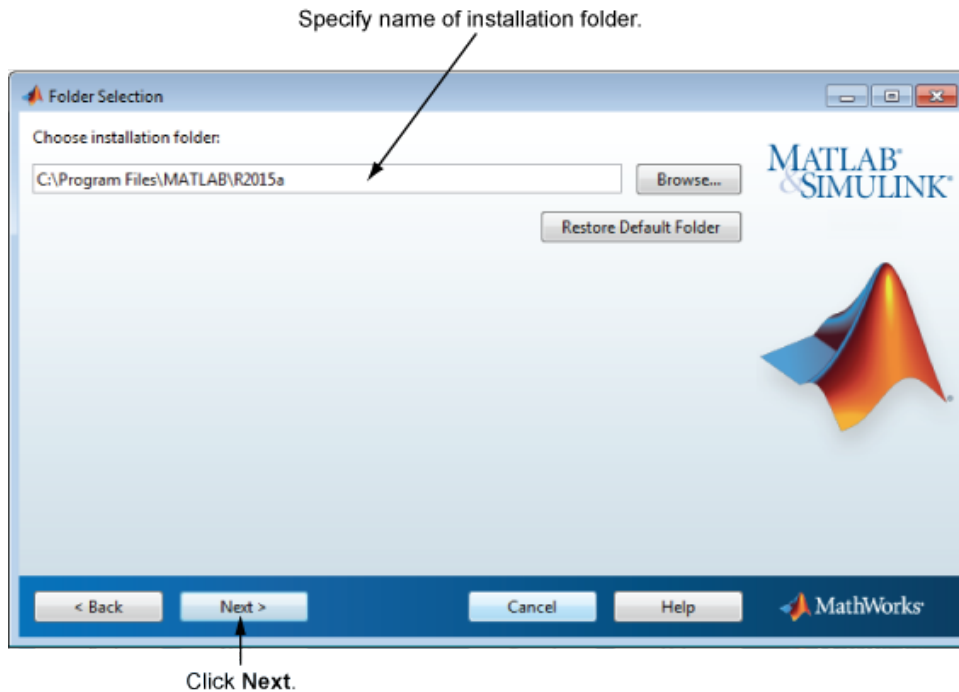 Specify name of installation folder.
Folder Selection
Choose installation folder:
C:\Program Files\MATLAB\R2015a
Browse...
Restore Default Folder
MATLAB®
&SIMULINK®
®
< Back
Next >
Cancel
Help
MathWorks®
Click Next.